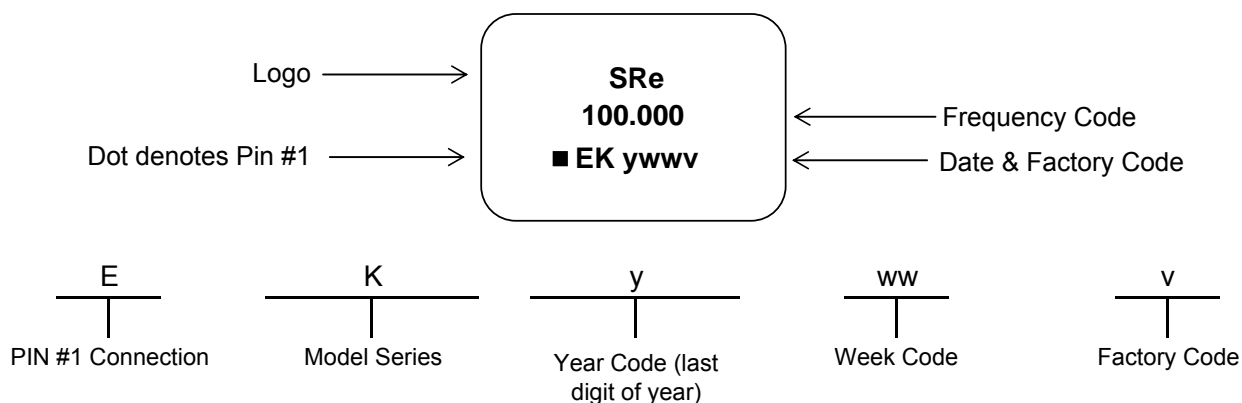 Logo
SRe
100.000
Frequency Code
Dot denotes Pin #1
■ EK ywwv
Date & Factory Code
E
K
y
ww
v
PIN #1 Connection
Model Series
Year Code (last
digit of year)
Week Code
Factory Code